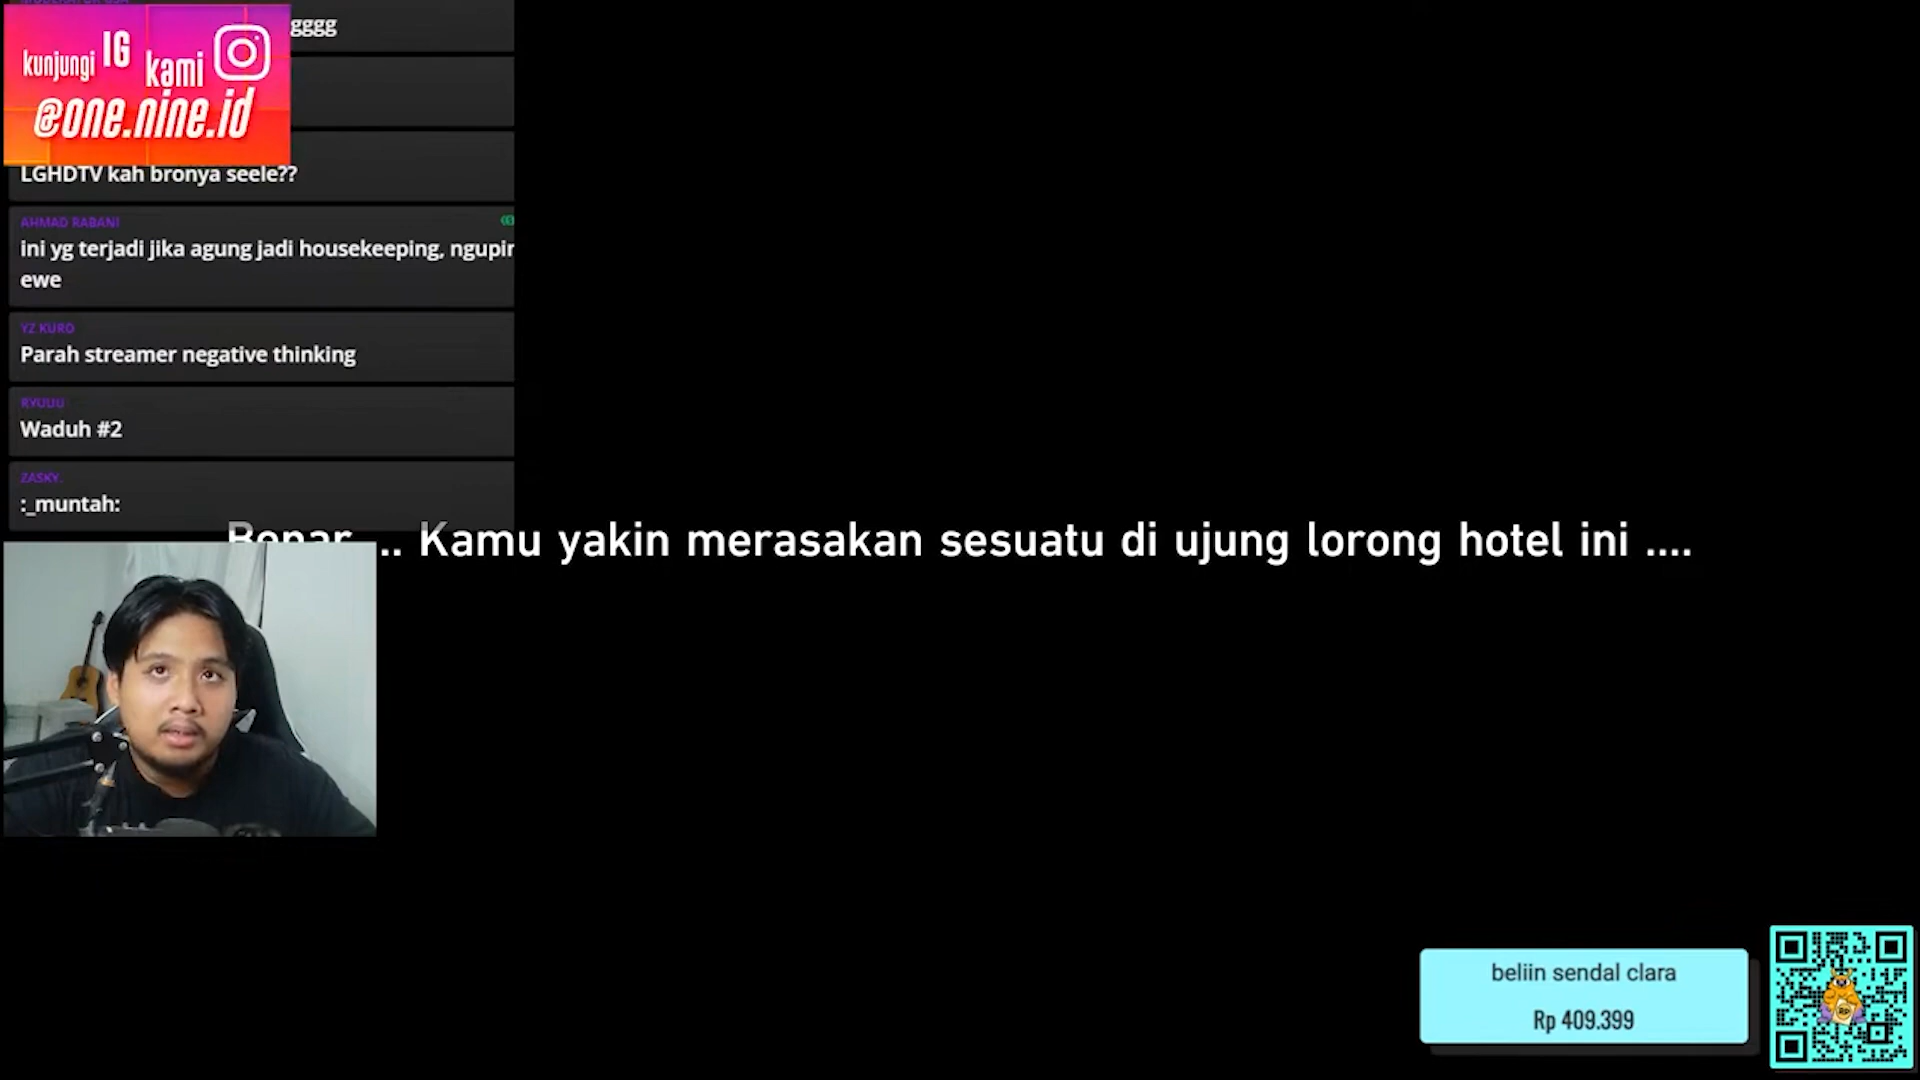 gggg
kunjungi IG kami
@one.nine.id
LGHDTV kah bronya seele??
AHMAD RABANI
ini yg terjadi jika agung jadi housekeeping, ngupin
ewe
YZ KURO
Parah streamer negative thinking
RYUUU
Waduh #2
ZASKY.
:_muntah:
Benar ... Kamu yakin merasakan sesuatu di ujung lorong hotel ini ....
beliin sendal clara
Rp 409.399